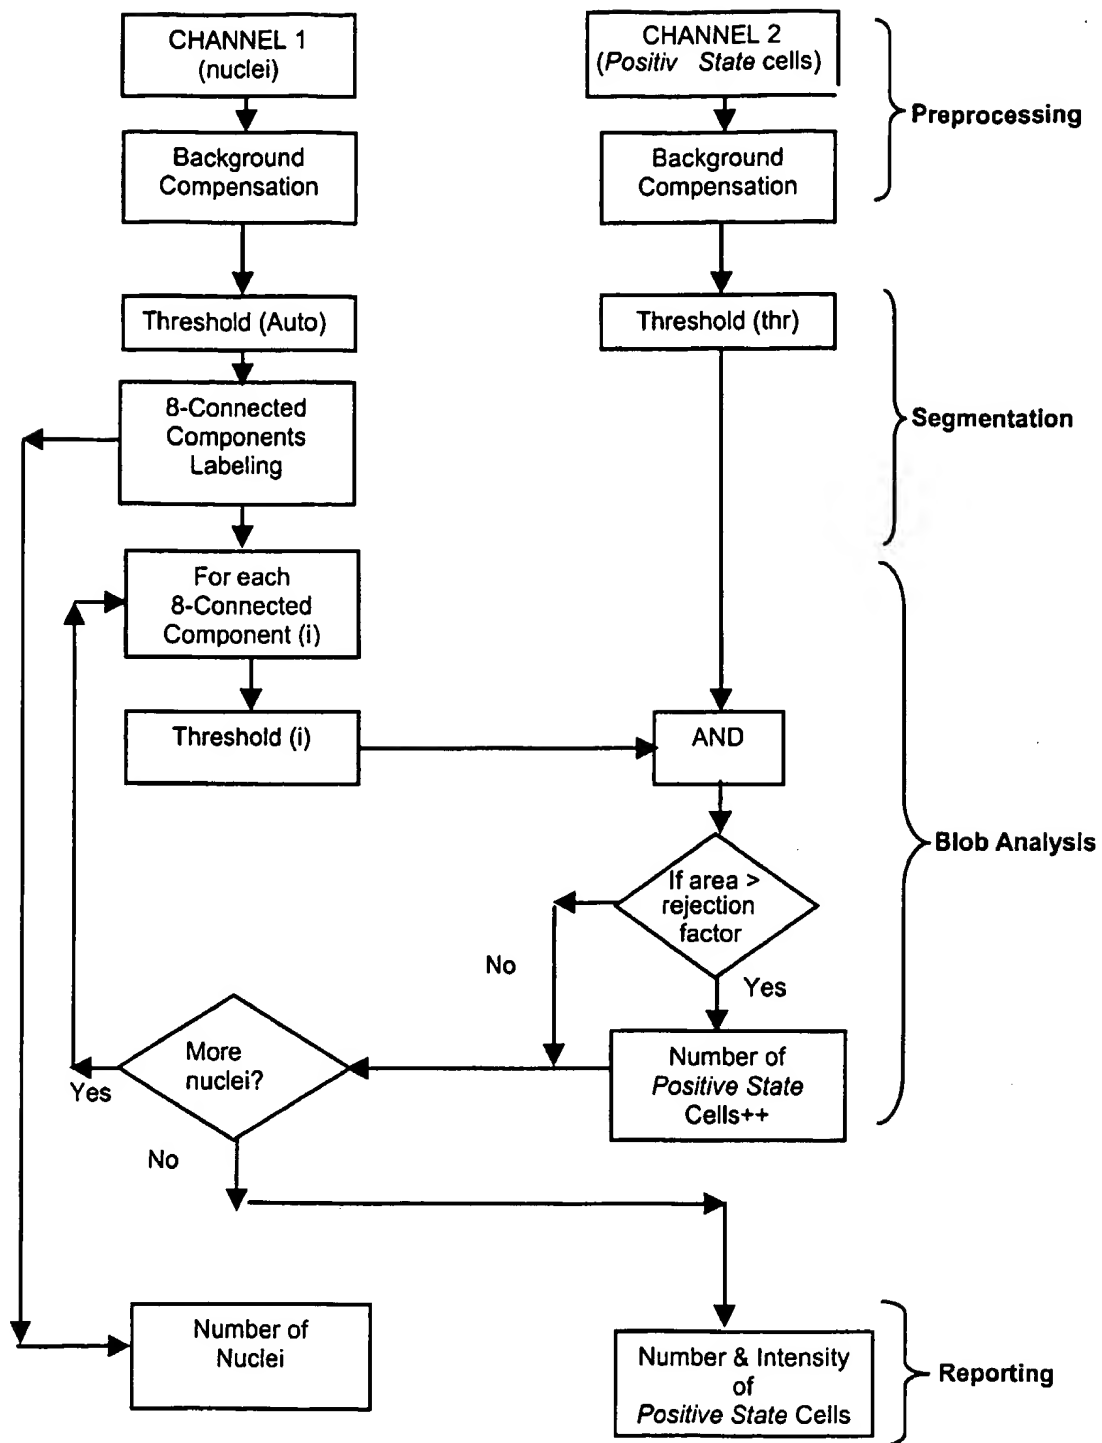 CHANNEL 1
(nuclei)
CHANNEL 2
(Positiv State cells)
Preprocessing
Background
Compensation
Background
Compensation
Threshold (Auto)
Threshold (thr)
8-Connected
Components
Labeling
Segmentation
For each
8-Connected
Component (i)
Threshold (i)
AND
Blob Analysis
If area >
rejection
factor
No
Yes
More
nuclei?
Yes
Number of
Positive State
Cells++
No
Number of
Nuclei
Number & Intensity
of
Positive State Cells
Reporting